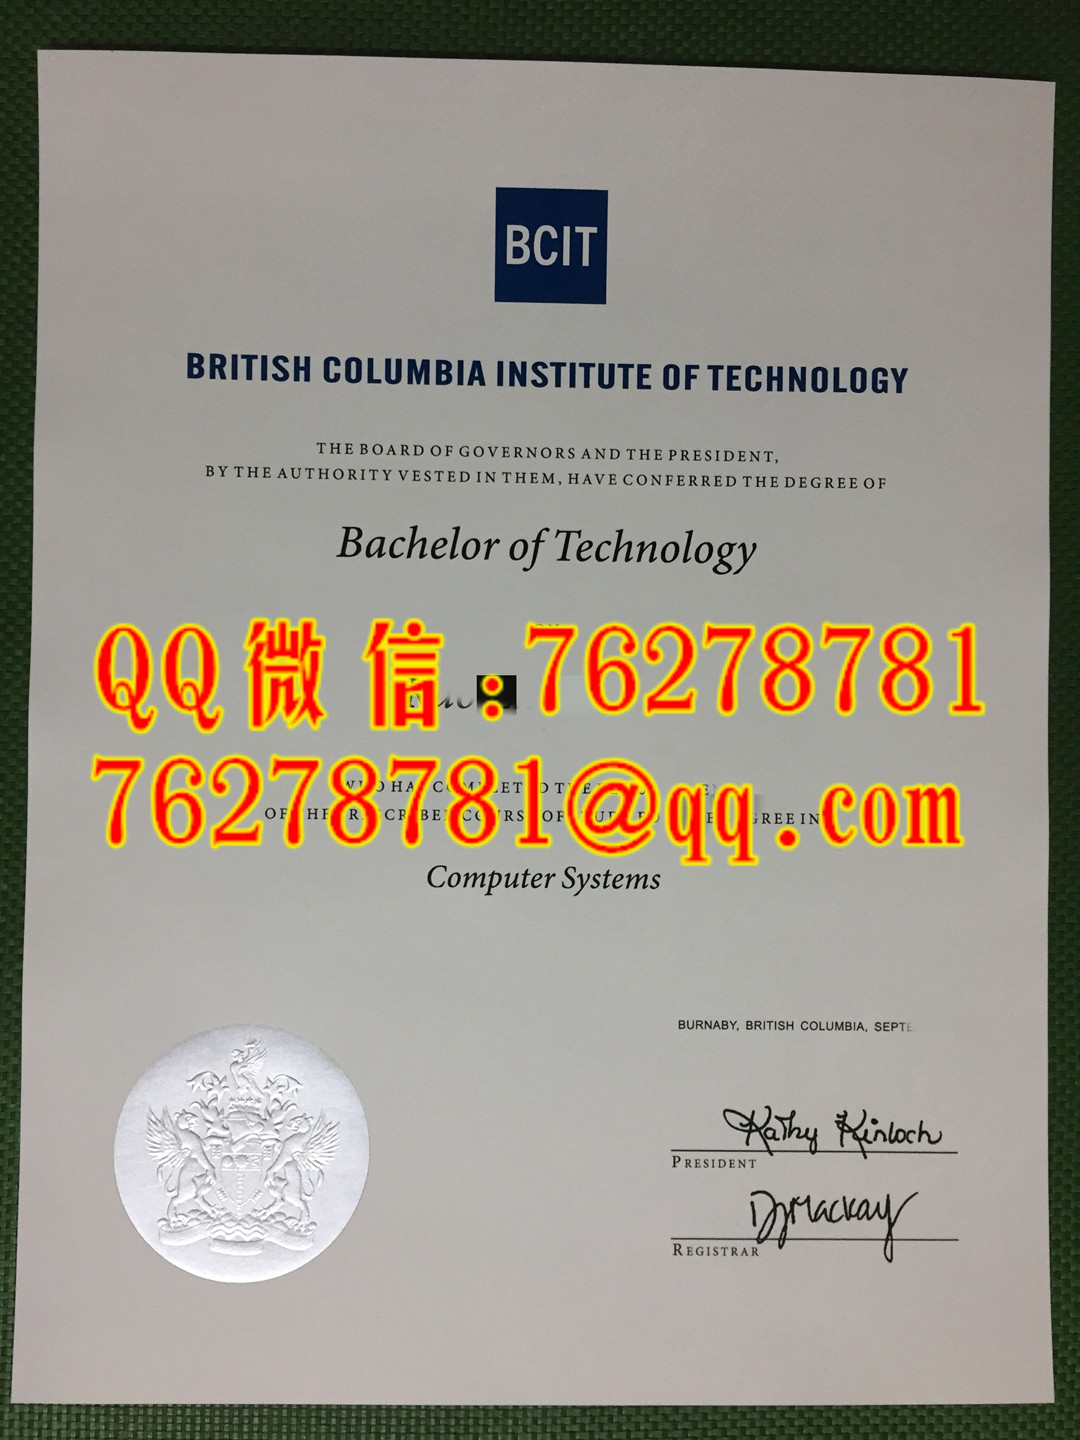 BCIT
BRITISH COLUMBIA INSTITUTE OF TECHNOLOGY
THE BOARD OF GOVERNORS AND THE PRESIDENT,
BY THE AUTHORITY VESTED IN THEM, HAVE CONFERRED THE DEGREE OF
Bachelor of Technology
QQ微信:76278781
76278781@qq.com
Computer Systems
BURNABY, BRITISH COLUMBIA, SEPTE
Kathy Kinloch
PRESIDENT
DJMackay
REGISTRAR